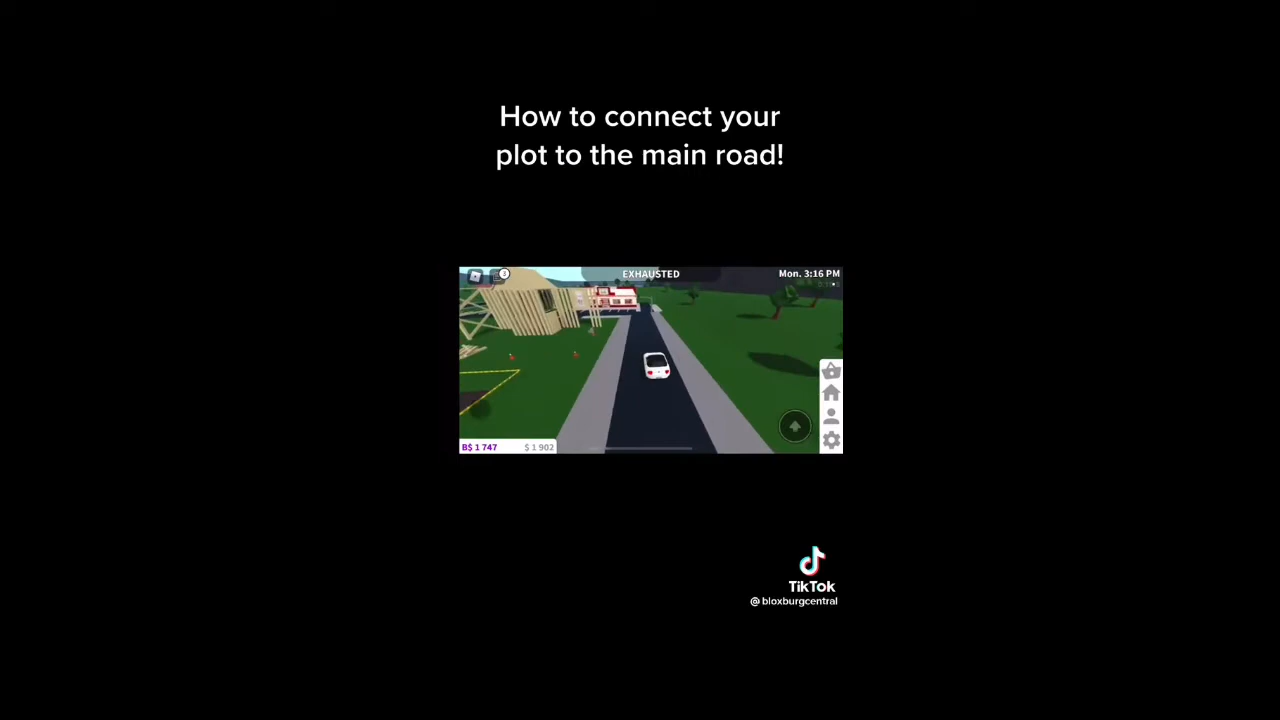 How to connect your
plot to the main road!
3
EXHAUSTED
Mon. 3:16 PM
B$ 1 747
$ 1 902
TikTok
@ bloxburgcentral